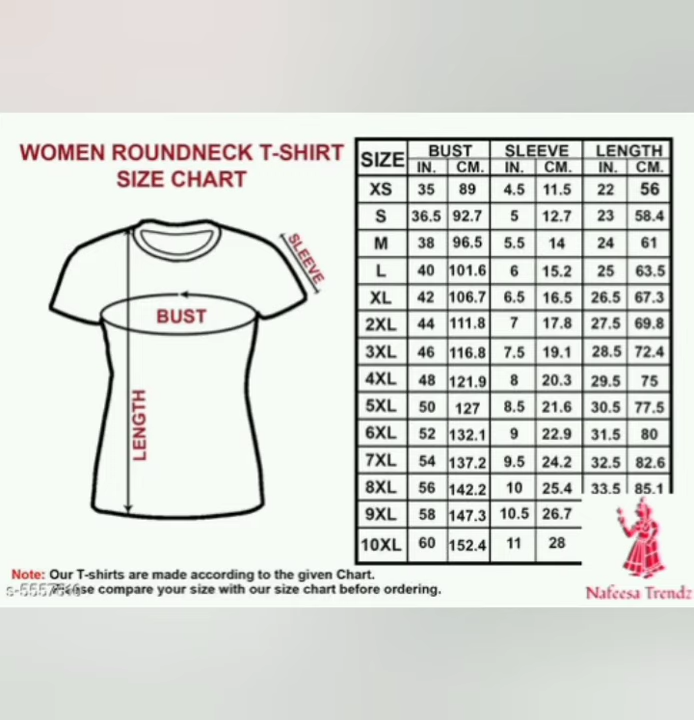 WOMEN ROUNDNECK T-SHIRT
SIZE CHART
SLEEVE
BUST
LENGTH
SIZE BUST SLEEVE LENGTH
IN. CM. IN. CM. IN. CM.
XS 35 89 4.5 11.5 22 56
S 36.5 92.7 5 12.7 23 58.4
M 38 96.5 5.5 14 24 61
L 40 101.6 6 15.2 25 63.5
XL 42 106.7 6.5 16.5 26.5 67.3
2XL 44 111.8 7 17.8 27.5 69.8
3XL 46 116.8 7.5 19.1 28.5 72.4
4XL 48 121.9 8 20.3 29.5 75
5XL 50 127 8.5 21.6 30.5 77.5
6XL 52 132.1 9 22.9 31.5 80
7XL 54 137.2 9.5 24.2 32.5 82.6
8XL 56 142.2 10 25.4 33.5 85.1
9XL 58 147.3 10.5 26.7
10XL 60 152.4 11 28
Note: Our T-shirts are made according to the given Chart.
compare your size with our size chart before ordering.
Nafeesa Trendz